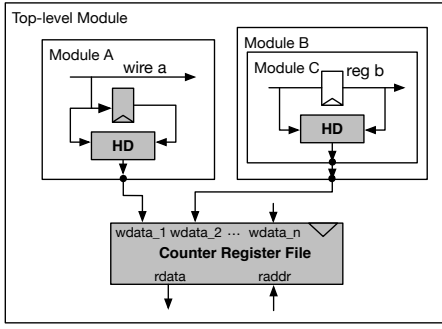 Top-level Module
Module A
wire a
HD
Module B
Module C
reg b
HD
wdata_1 wdata_2 ... wdata_n
Counter Register File
rdata
raddr